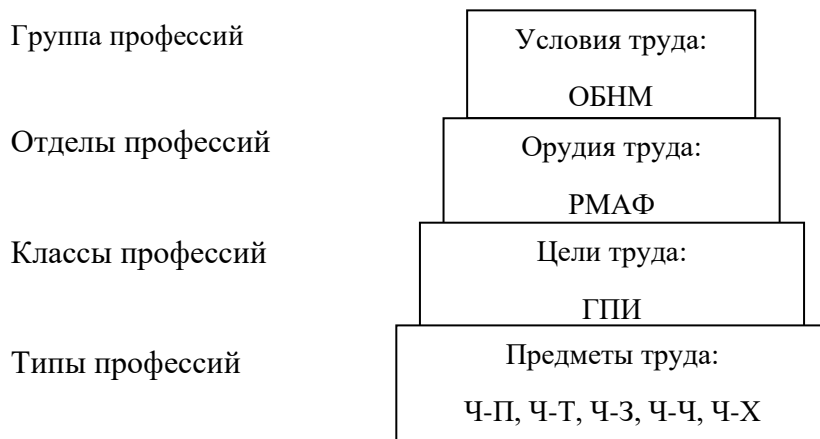 Группа профессий
Условия труда:
ОБНМ
Отделы профессий
Орудия труда:
РМАФ
Классы профессий
Цели труда:
ГПИ
Типы профессий
Предметы труда:
Ч-П, Ч-Т, Ч-З, Ч-Ч, Ч-Х